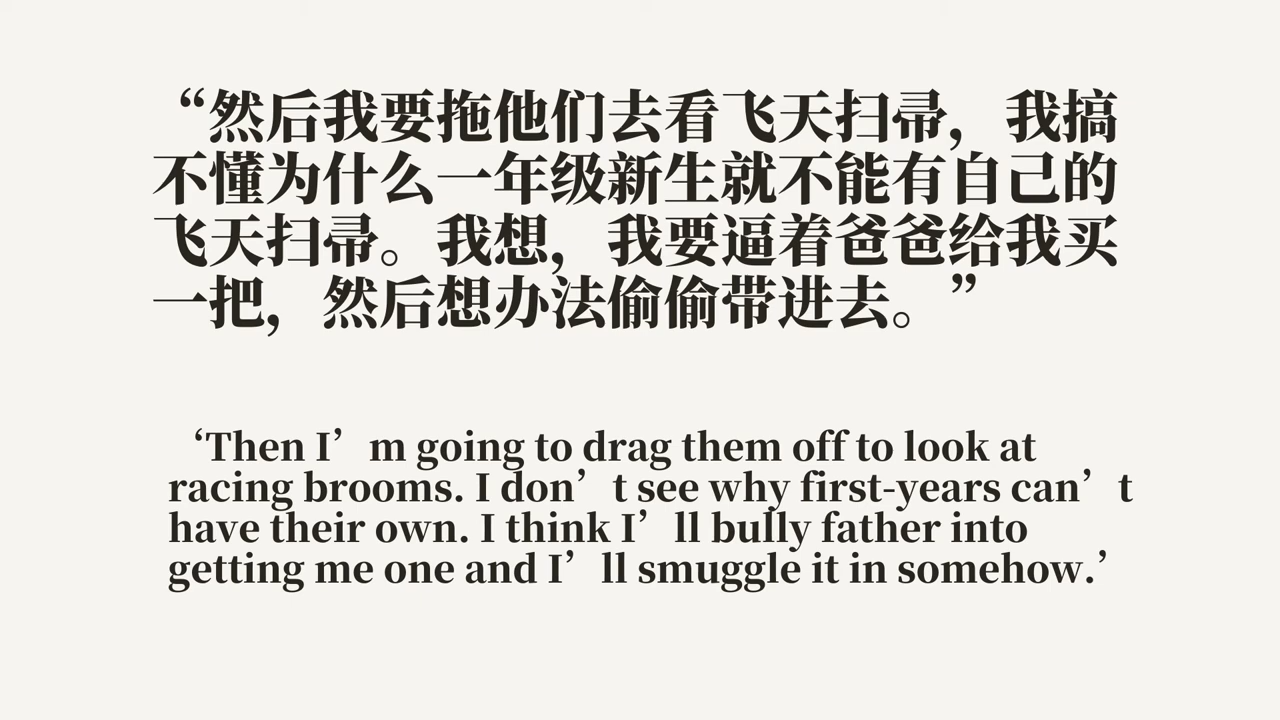 “然后我要拖他们去看飞天扫帚，我搞
不懂为什么一年级新生就不能有自己的
飞天扫帚。我想，我要逼着爸爸给我买
一把，然后想办法偷偷带进去。”
‘Then I’m going to drag them off to look at
racing brooms. I don’t see why first-years can’t
have their own. I think I’ll bully father into
getting me one and I’ll smuggle it in somehow.’